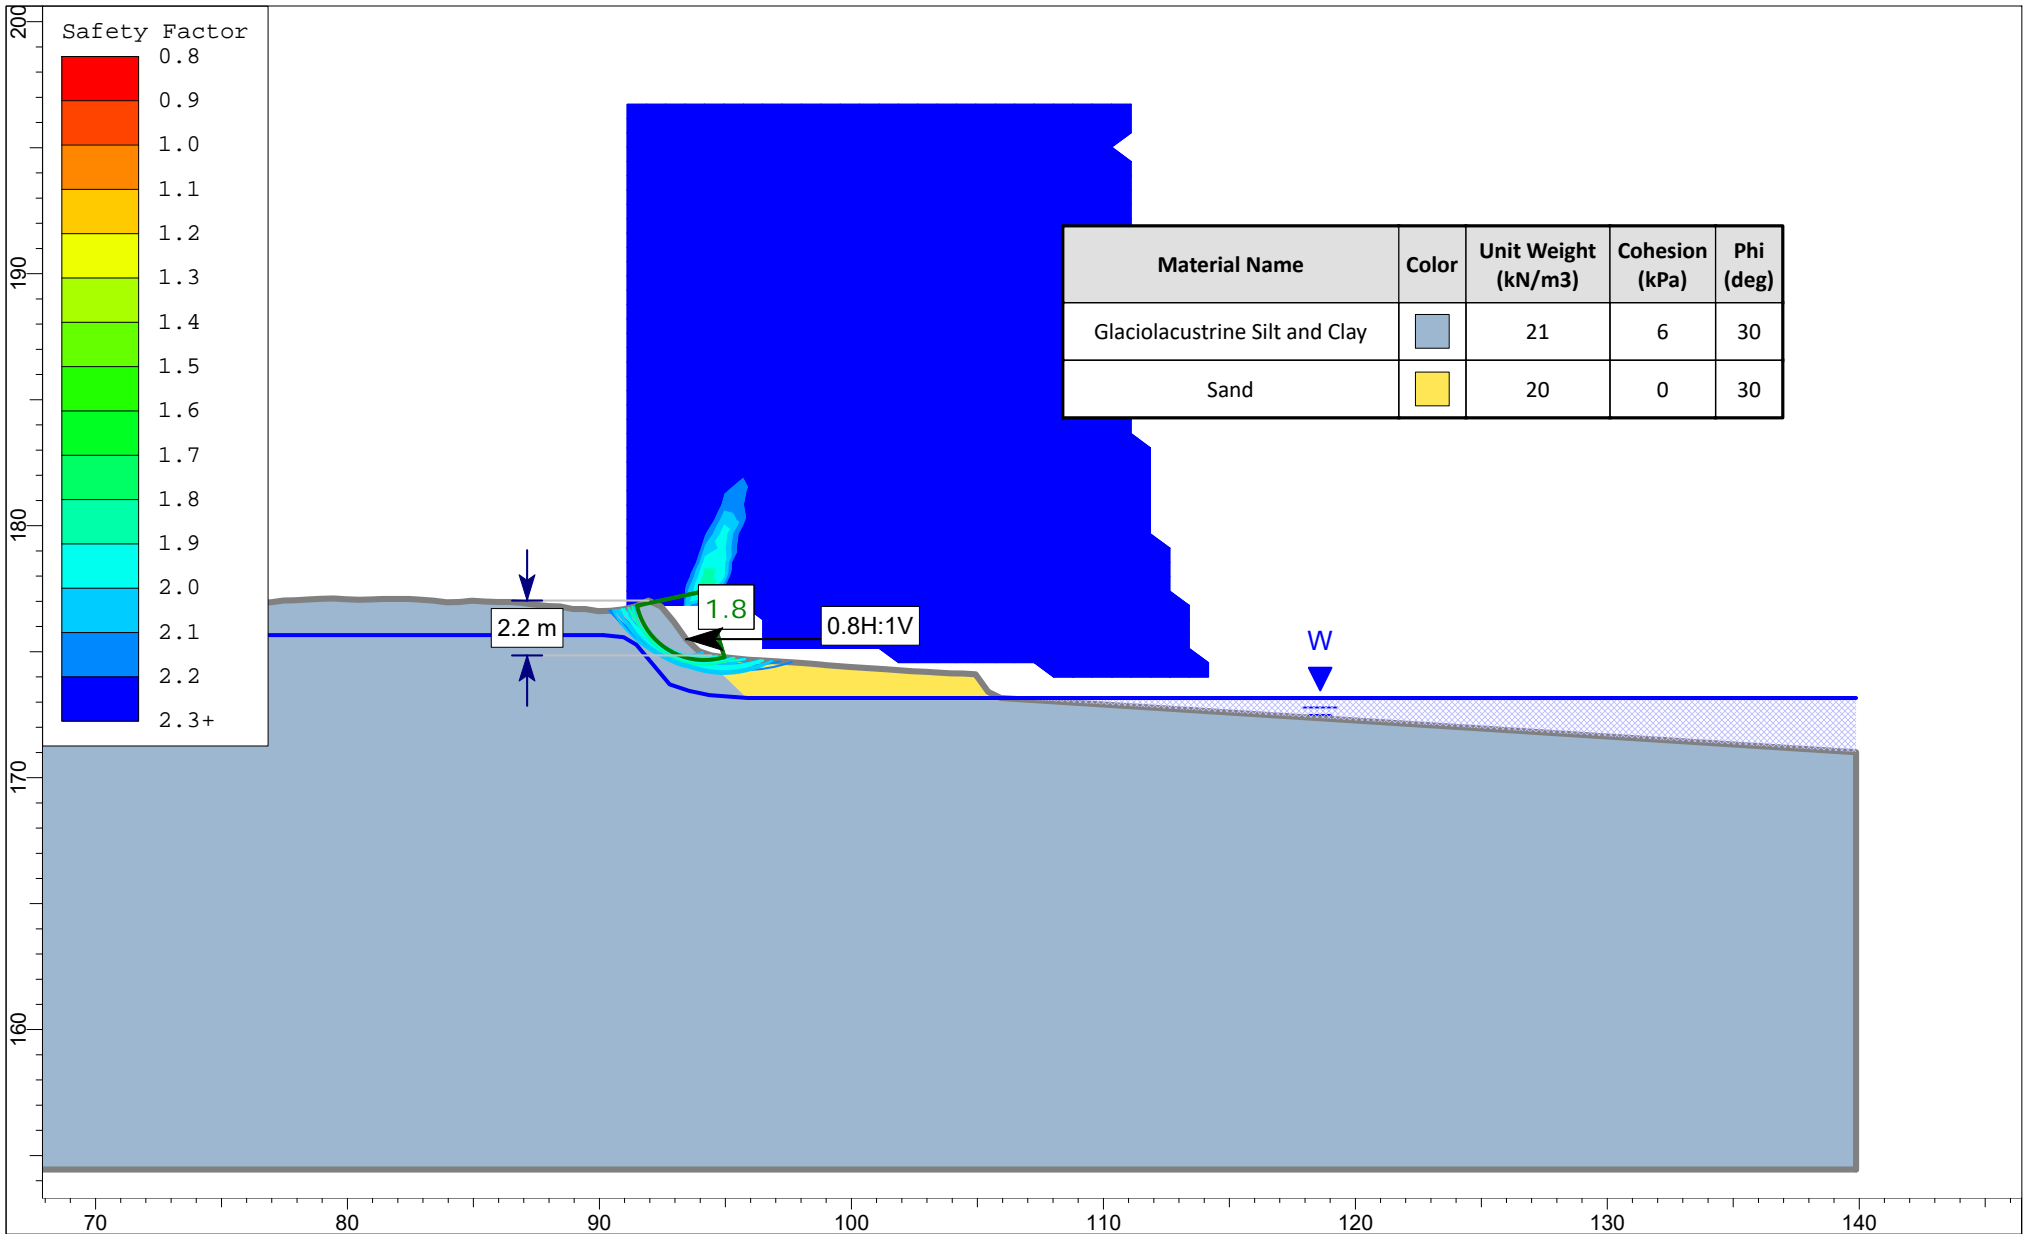 Safety Factor
0.8
0.9
1.0
1.1
1.2
1.3
1.4
1.5
1.6
1.7
1.8
1.9
2.0
2.1
2.2
2.3+
200
190
180
170
160
Material Name Color Unit Weight (kN/m3) Cohesion (kPa) Phi (deg)
Glaciolacustrine Silt and Clay 21 6 30
Sand 20 0 30
1.8
2.2 m
0.8H:1V
W
70 80 90 100 110 120 130 140